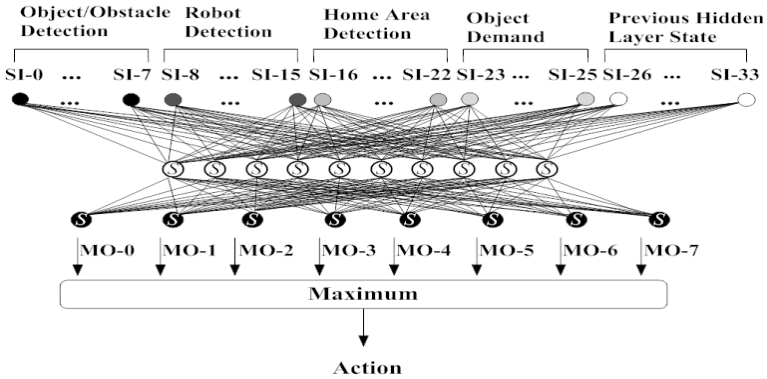 Object/Obstacle Detection
Robot Detection
Home Area Detection
Object Demand
Previous Hidden Layer State
SI-0 ... SI-7 SI-8 ... SI-15 SI-16 ... SI-22 SI-23 ... SI-25 SI-26 ... SI-33
... ... ... ... ...
S S S S S S S S S S
S S S S S S S S
MO-0 MO-1 MO-2 MO-3 MO-4 MO-5 MO-6 MO-7
Maximum
Action